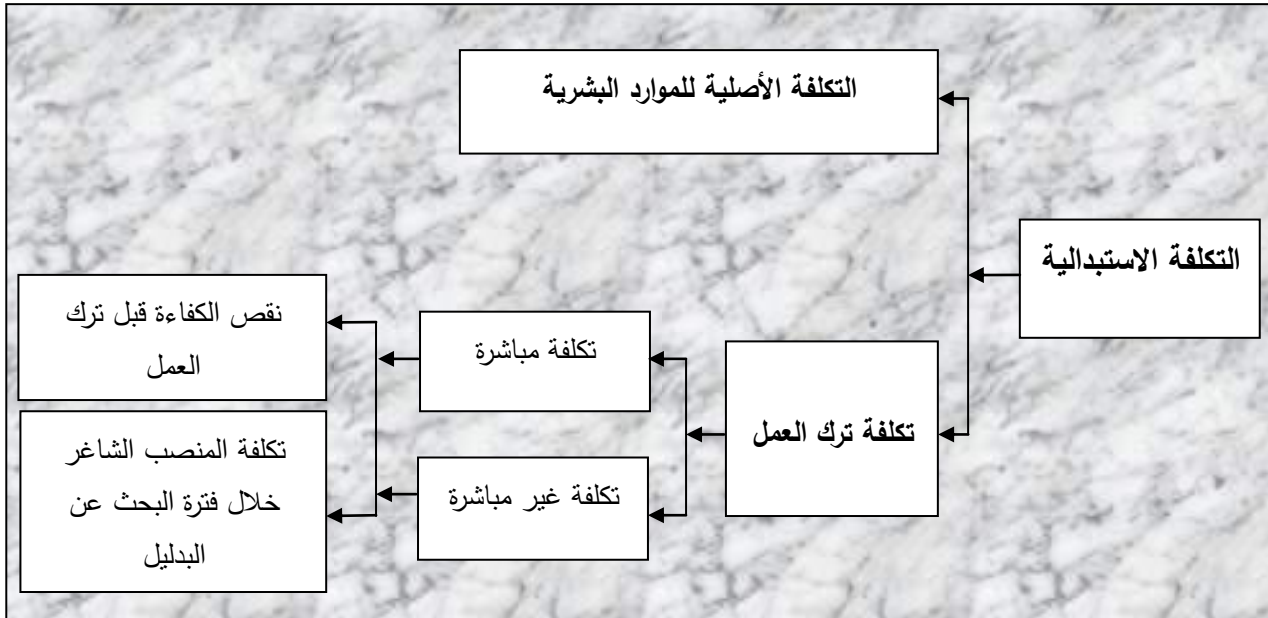 التكلفة الأصلية للموارد البشرية
التكلفة الاستبدالية
تكلفة ترك العمل
تكلفة مباشرة
تكلفة غير مباشرة
نقص الكفاءة قبل ترك
العمل
تكلفة المنصب الشاغر
خلال فترة البحث عن
البدليل